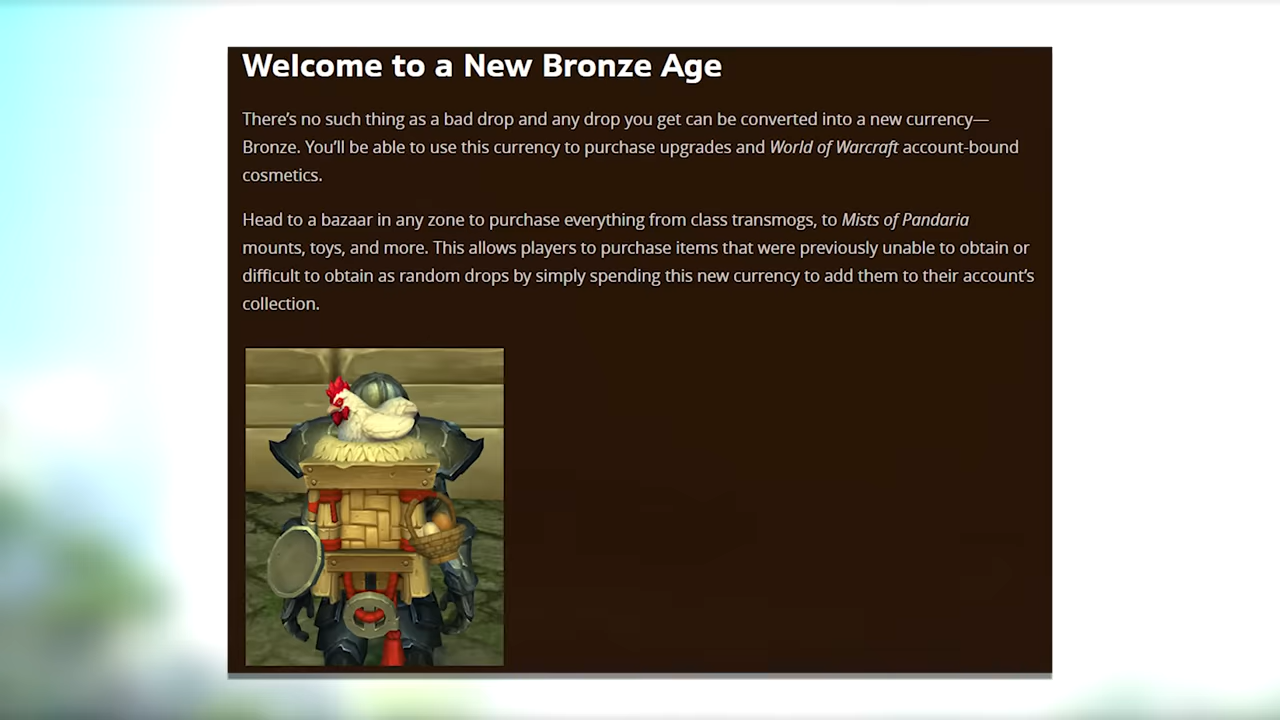 Welcome to a New Bronze Age
There's no such thing as a bad drop and any drop you get can be converted into a new currency—
Bronze. You'll be able to use this currency to purchase upgrades and World of Warcraft account-bound
cosmetics.
Head to a bazaar in any zone to purchase everything from class transmogs, to Mists of Pandaria
mounts, toys, and more. This allows players to purchase items that were previously unable to obtain or
difficult to obtain as random drops by simply spending this new currency to add them to their account's
collection.